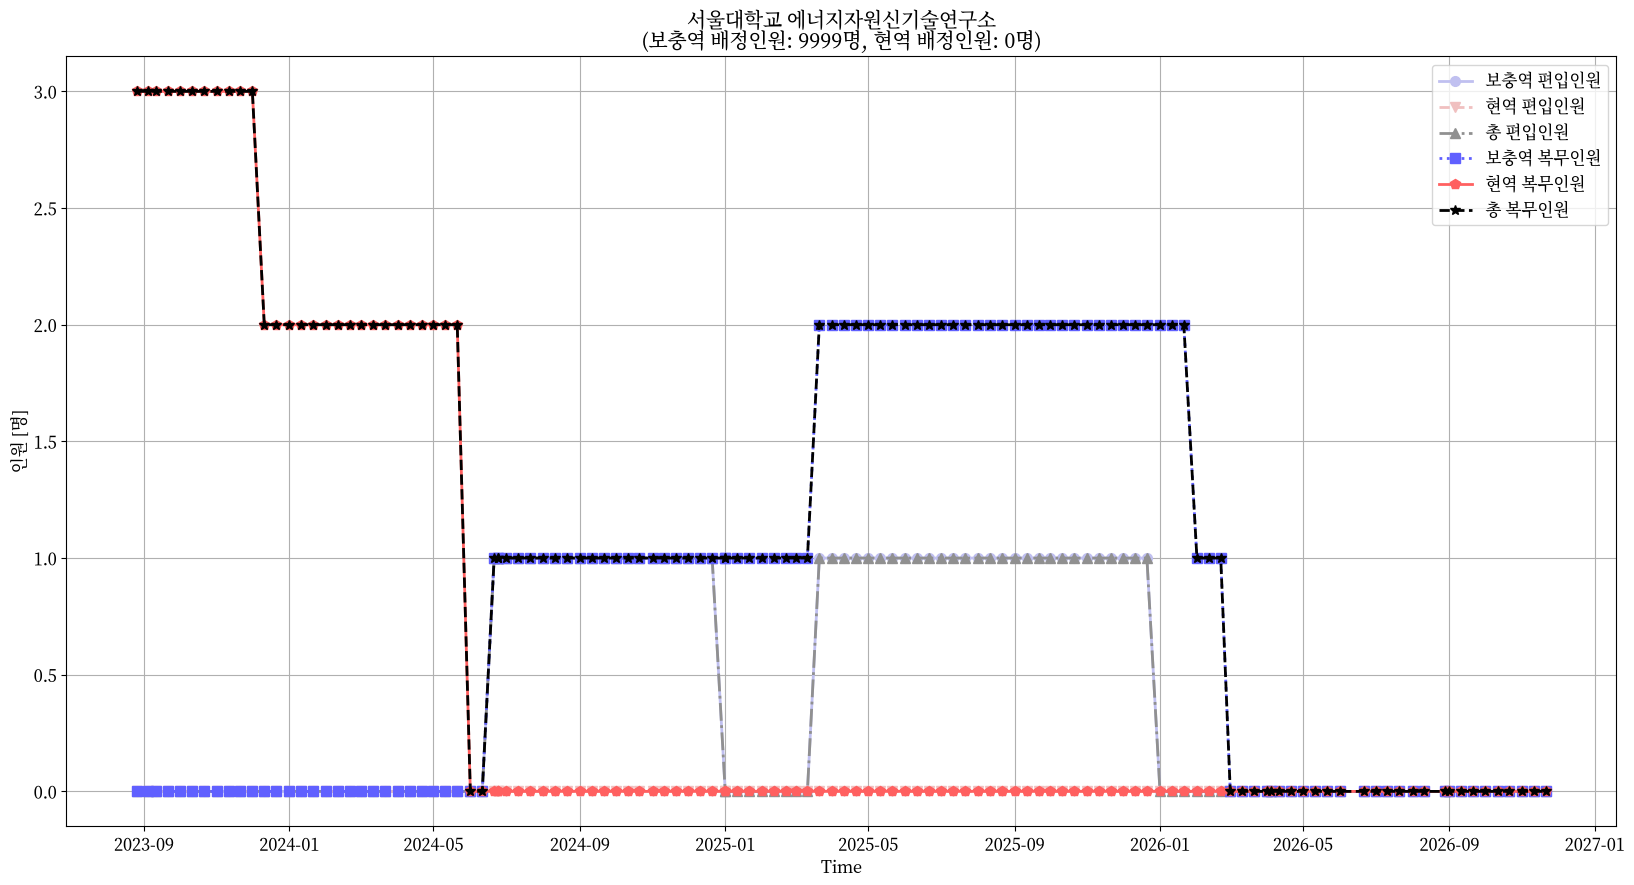 서울대학교 에너지자원신기술연구소
(보충역 배정인원: 9999명, 현역 배정인원: 0명)
보충역 편입인원
현역 편입인원
총 편입인원
보충역 복무인원
현역 복무인원
총 복무인원
인원 [명]
3.0
2.5
2.0
1.5
1.0
0.5
0.0
2023-09 2024-01 2024-05 2024-09 2025-01 2025-05 2025-09 2026-01 2026-05 2026-09 2027-01
Time